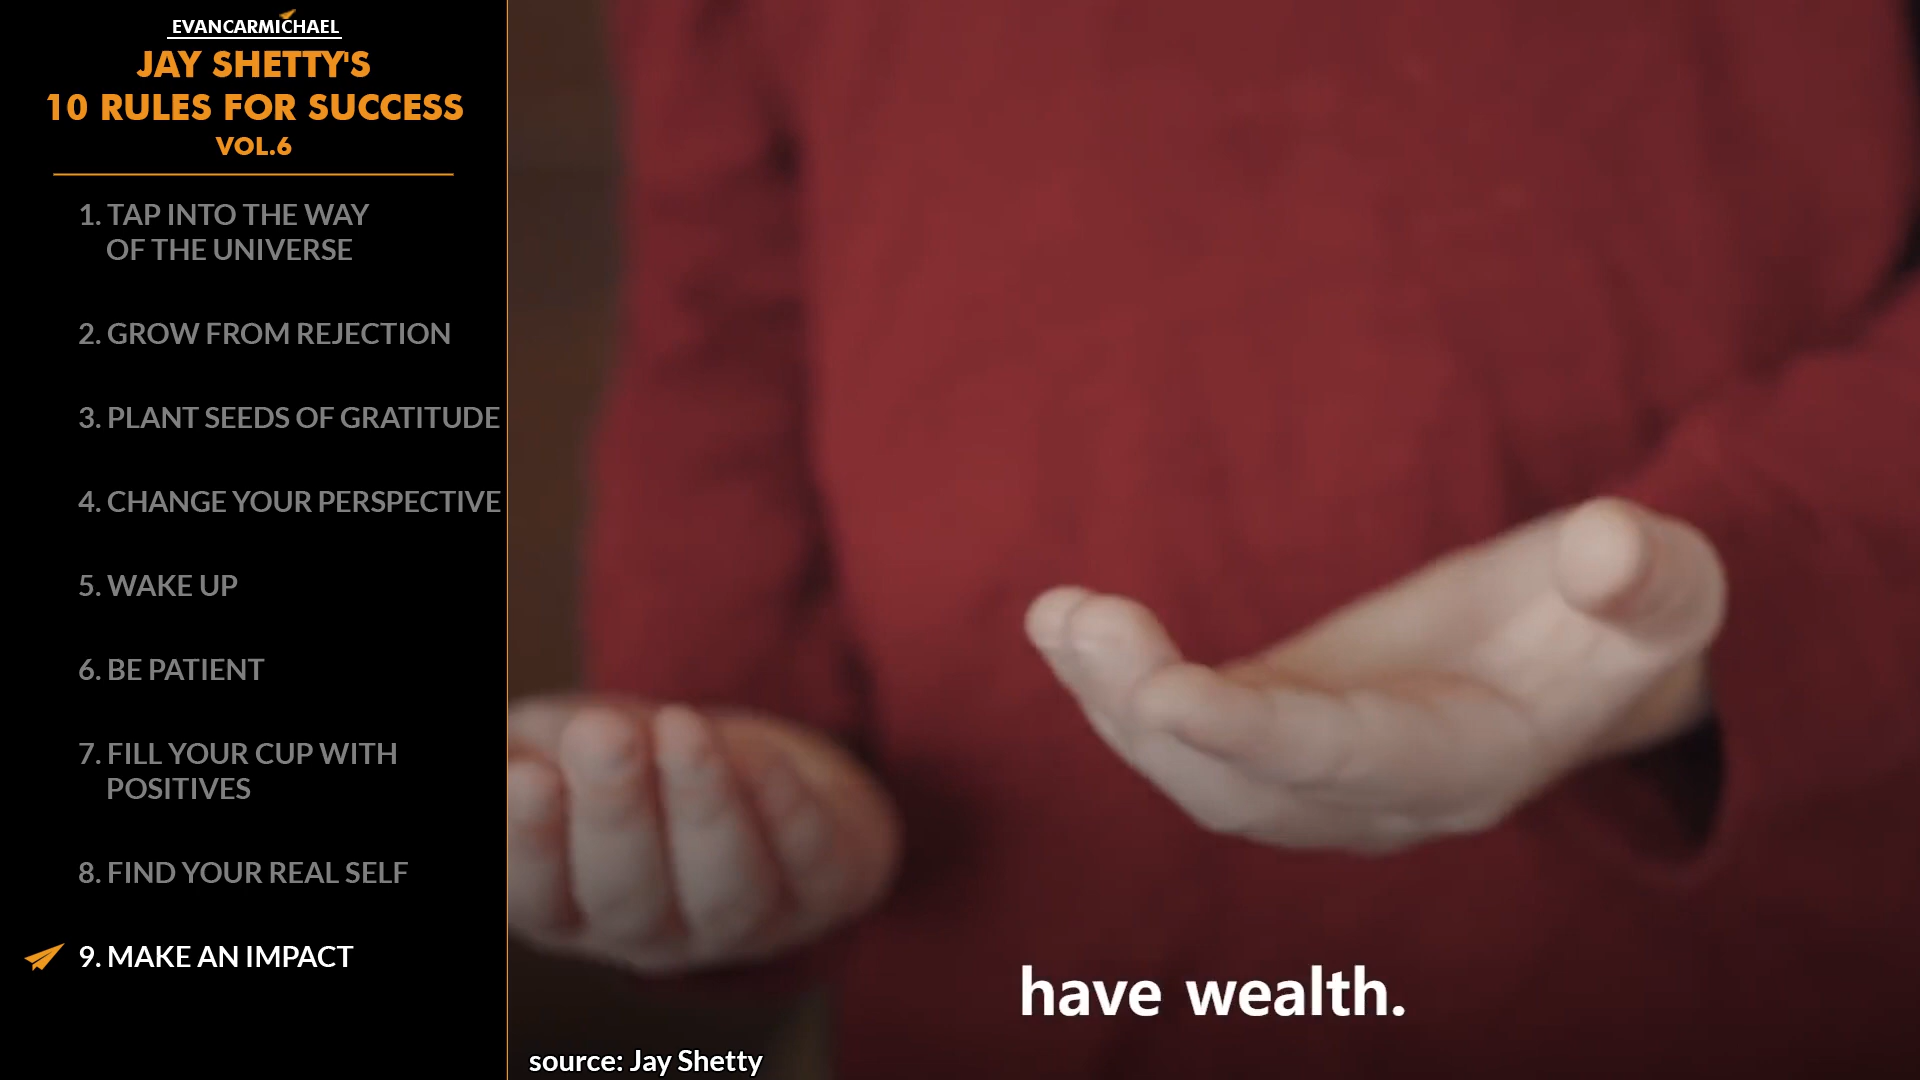 EVANCARMICHAEL
JAY SHETTY'S
10 RULES FOR SUCCESS
VOL.6
1. TAP INTO THE WAY
OF THE UNIVERSE
2. GROW FROM REJECTION
3. PLANT SEEDS OF GRATITUDE
4. CHANGE YOUR PERSPECTIVE
5. WAKE UP
6. BE PATIENT
7. FILL YOUR CUP WITH
POSITIVES
8. FIND YOUR REAL SELF
9. MAKE AN IMPACT
have wealth.
source: Jay Shetty